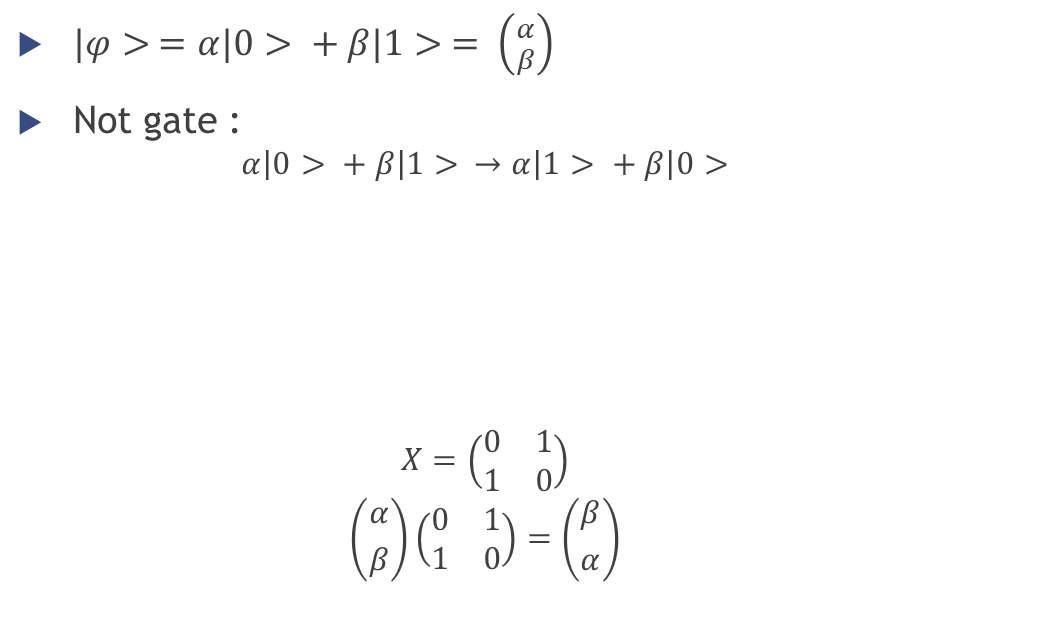 |φ >= α|0 > + β|1 >= (α β)
Not gate :
α|0 > + β|1 > → α|1 > + β|0 >
X = (0 1 1 0)
(α β) (0 1 1 0) = (β α)